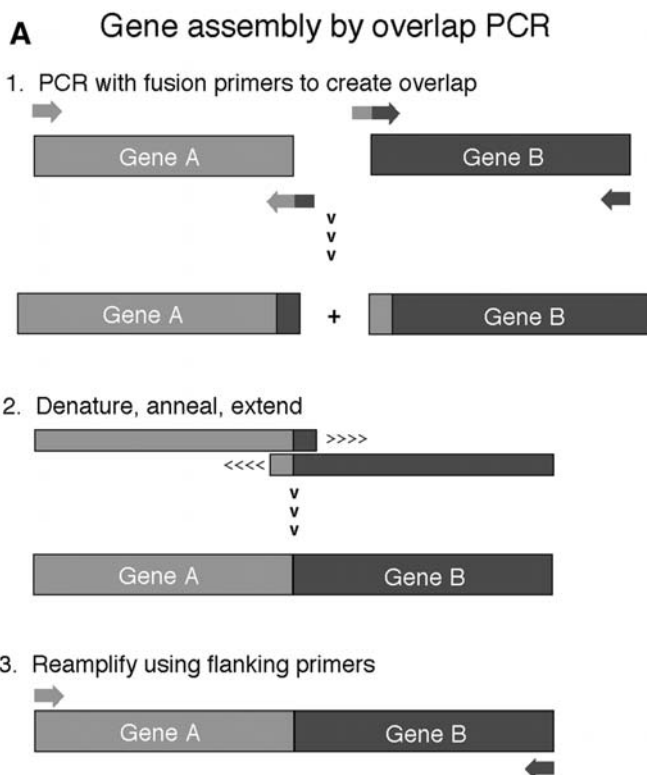 A Gene assembly by overlap PCR
1. PCR with fusion primers to create overlap
Gene A Gene B
v
v
v
Gene A + Gene B
2. Denature, anneal, extend
>>>>
<<<<
v
v
v
Gene A Gene B
3. Reamplify using flanking primers
Gene A Gene B